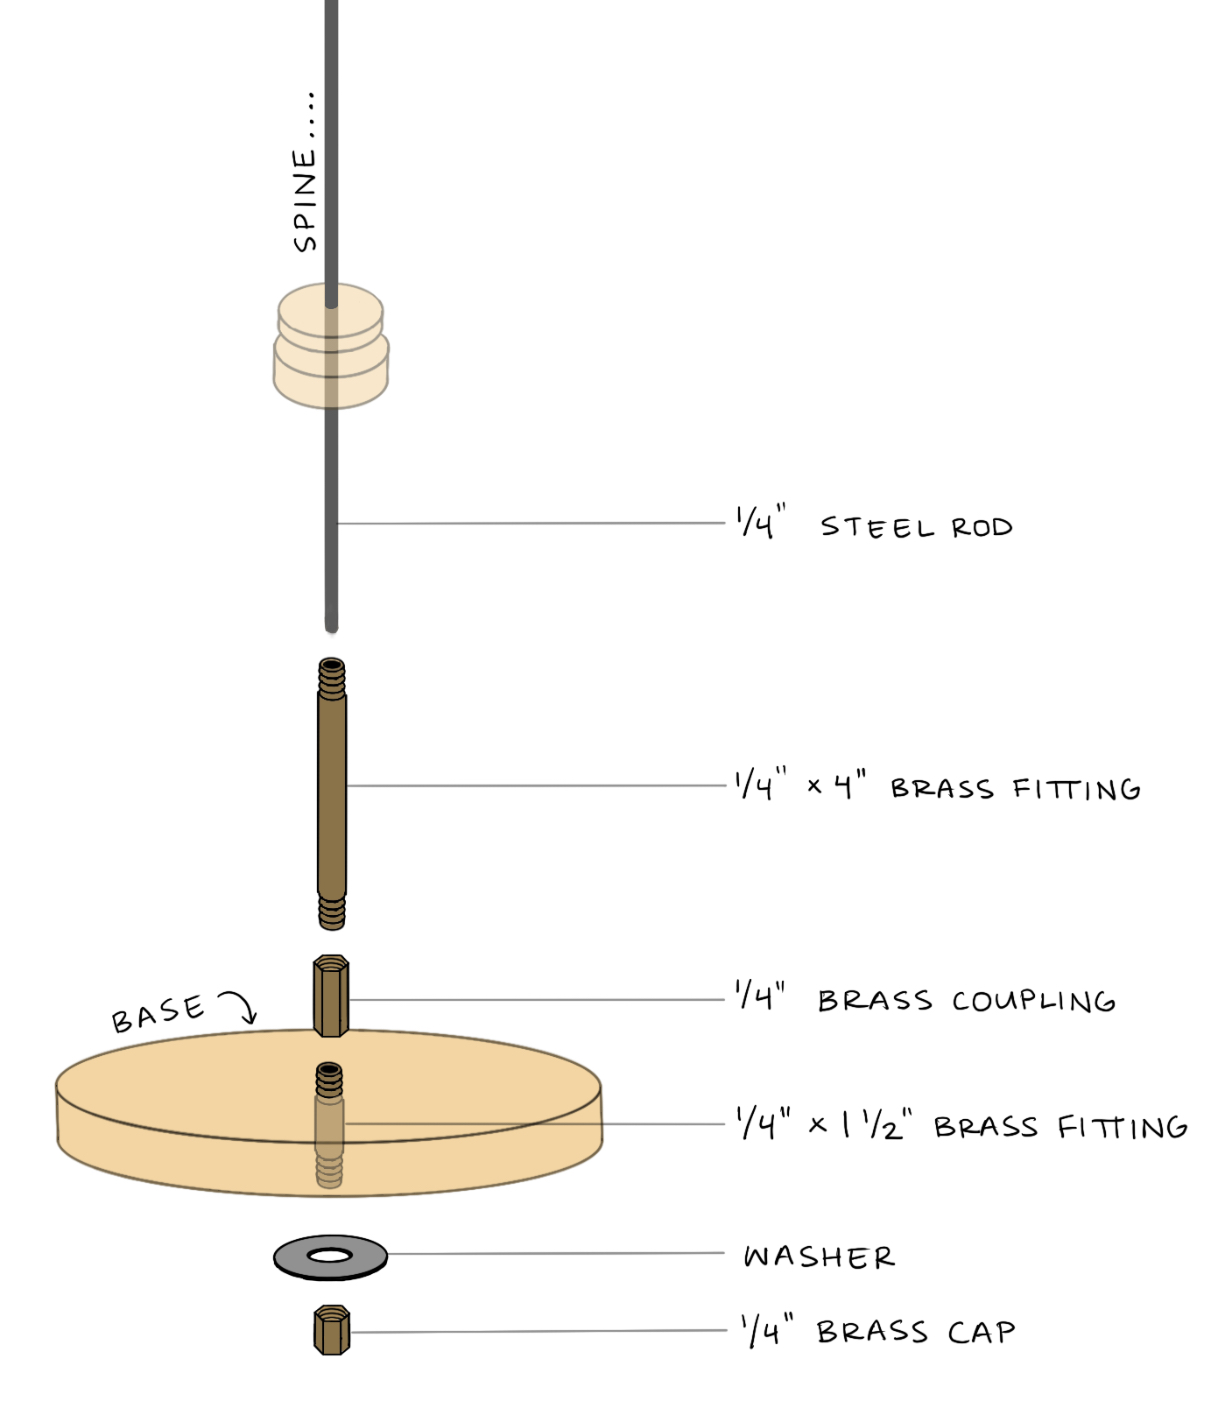 SPINE....
1/4" STEEL ROD
1/4" x 4" BRASS FITTING
1/4" BRASS COUPLING
BASE
1/4" x 1 1/2" BRASS FITTING
WASHER
1/4" BRASS CAP